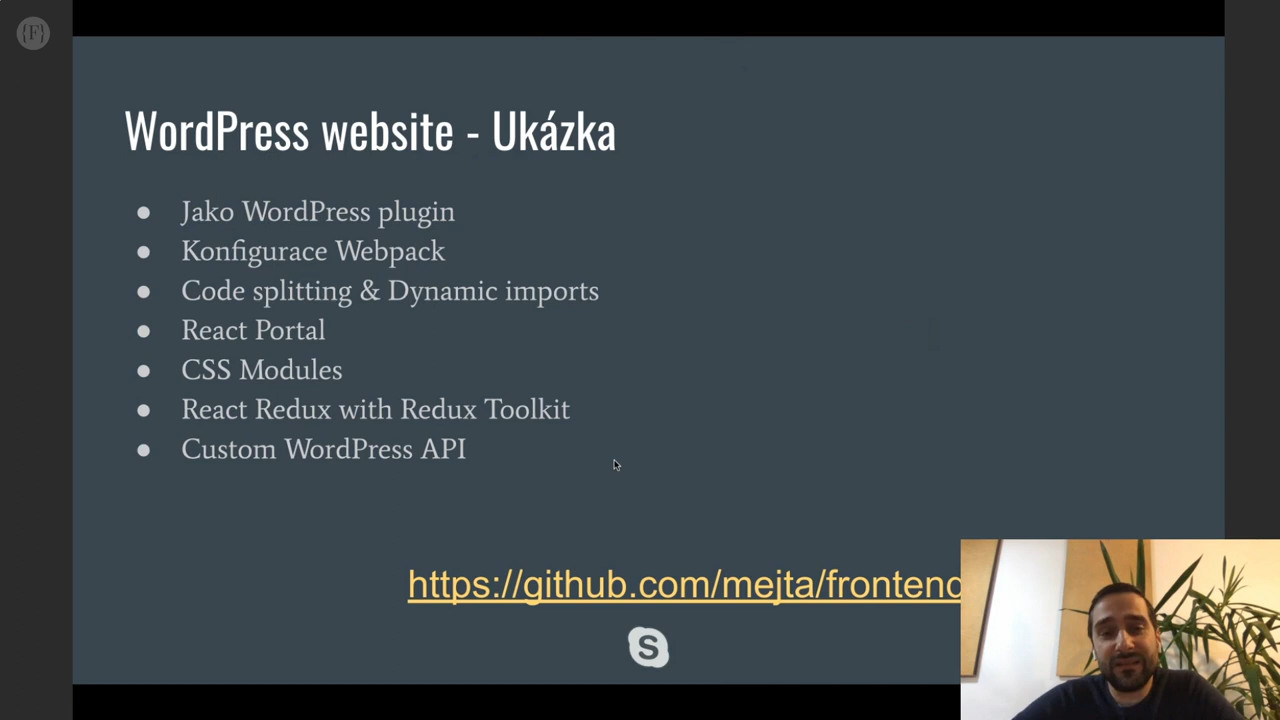 {F}
WordPress website - Ukázka
● Jako WordPress plugin
● Konfigurace Webpack
● Code splitting & Dynamic imports
● React Portal
● CSS Modules
● React Redux with Redux Toolkit
● Custom WordPress API
https://github.com/mejta/frontend
S